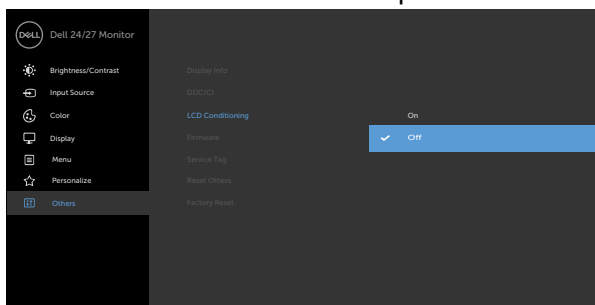 DELL Dell 24/27 Monitor
Brightness/Contrast Display Info
Input Source DDC/CI
Color LCD Conditioning On
Display Firmware Off
Menu Service Tag
Personalize Reset Others
Others Factory Reset